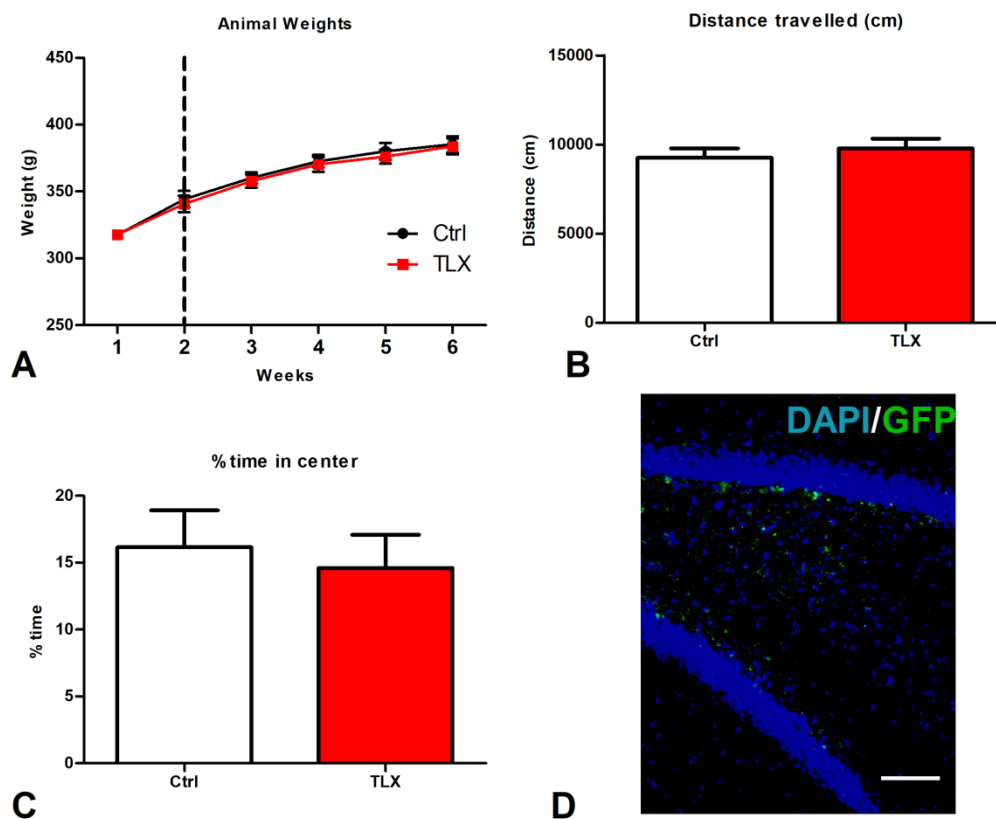 Animal Weights
450
400
350
300
250
Weight (g)
Ctrl
TLX
1 2 3 4 5 6
Weeks
A
Distance travelled (cm)
15000
10000
5000
0
Distance (cm)
Ctrl TLX
B
% time in center
20
15
10
5
0
% time
Ctrl TLX
C
DAPI/GFP
D